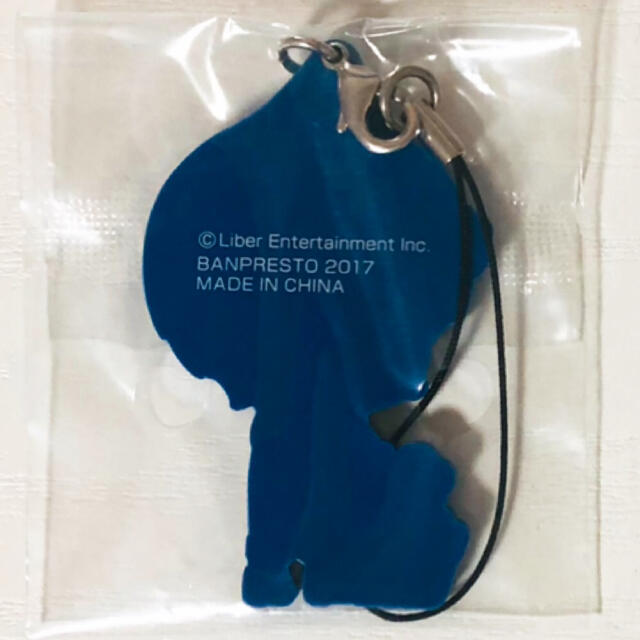 ©Liber Entertainment Inc.
BANPRESTO 2017
MADE IN CHINA